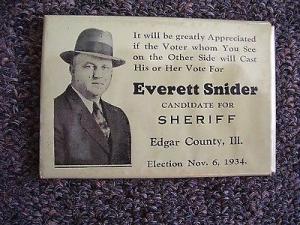 It will be greatly Appreciated
if the Voter whom You See
on the Other Side will Cast
His or Her Vote For
Everett Snider
CANDIDATE FOR
SHERIFF
Edgar County, Ill.
Election Nov. 6, 1934.